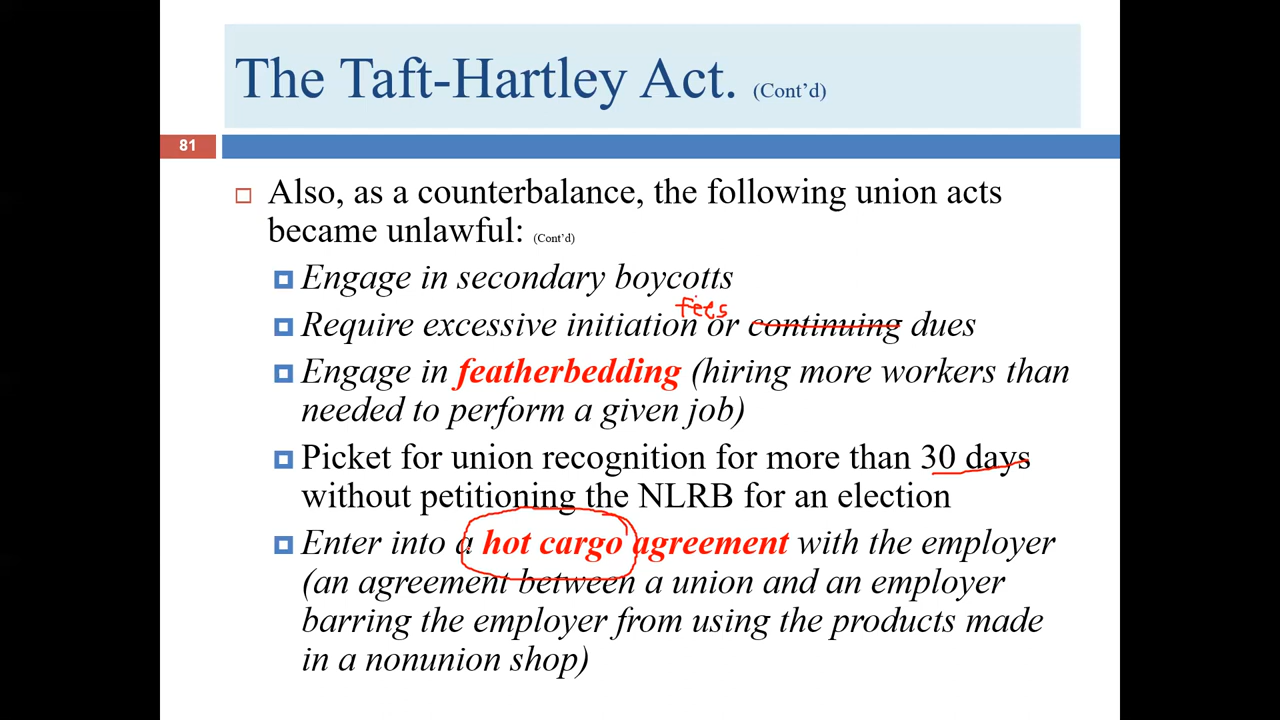 The Taft-Hartley Act. (Cont'd)
81
Also, as a counterbalance, the following union acts
became unlawful: (Cont'd)
Engage in secondary boycotts
Fees
Require excessive initiation or continuing dues
Engage in featherbedding (hiring more workers than
needed to perform a given job)
Picket for union recognition for more than 30 days
without petitioning the NLRB for an election
Enter into a hot cargo agreement with the employer
(an agreement between a union and an employer
barring the employer from using the products made
in a nonunion shop)